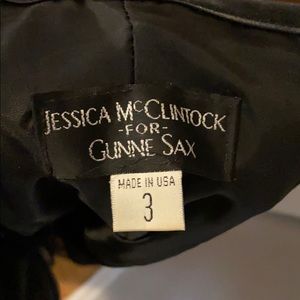 JESSICA MCCLINTOCK
-FOR-
GUNNE SAX
MADE IN USA
3